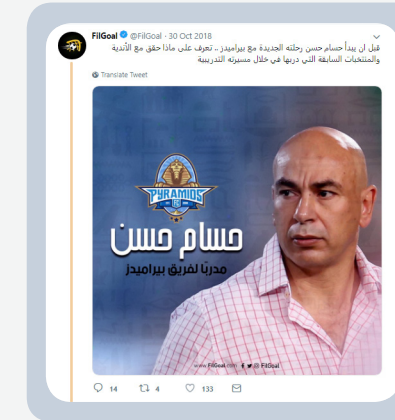 FilGoal @FilGoal · 30 Oct 2018
قبل ان يبدأ حسام حسن رحلته الجديدة مع بيراميدز .. تعرف على ماذا حقق مع الأندية
والمنتخبات السابقة التي دربها في خلال مسيرته التدريبية
Translate Tweet
PYRAMIDS
FC
حسام حسن
مدربًا لفريق بيراميدز
www.FilGoal.com FilGoal
14 4 133